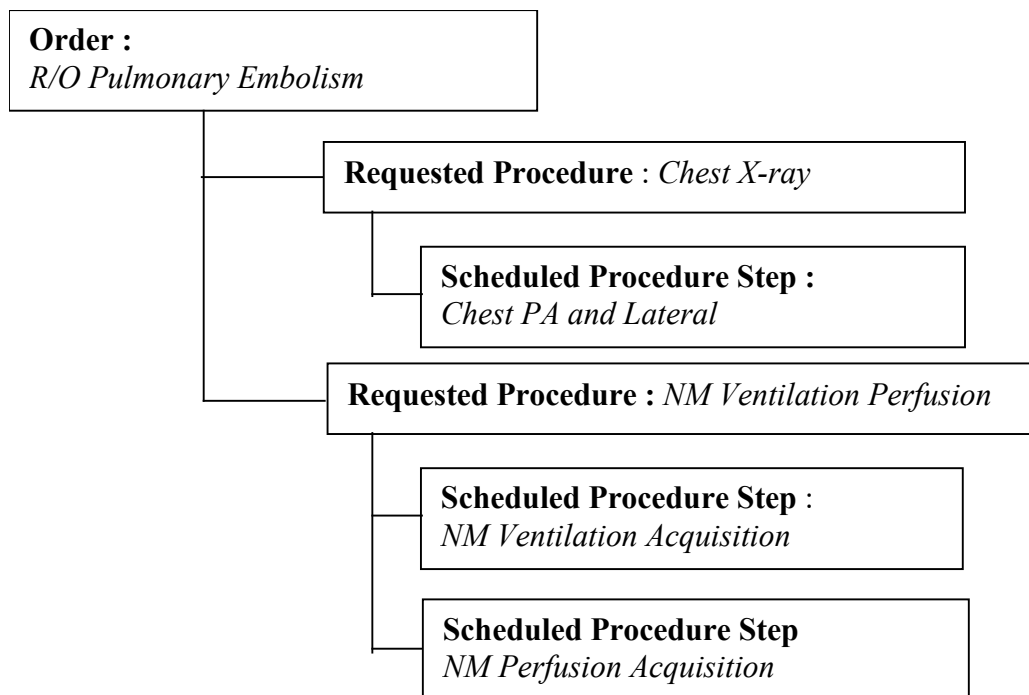 Order :
R/O Pulmonary Embolism
Requested Procedure : Chest X-ray
Scheduled Procedure Step :
Chest PA and Lateral
Requested Procedure : NM Ventilation Perfusion
Scheduled Procedure Step :
NM Ventilation Acquisition
Scheduled Procedure Step
NM Perfusion Acquisition